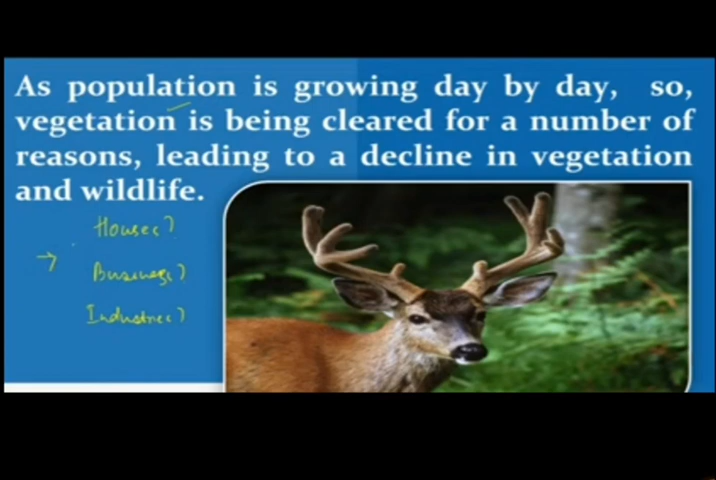 As population is growing day by day, so,
vegetation is being cleared for a number of
reasons, leading to a decline in vegetation
and wildlife.
Houses?
Business?
Industries?